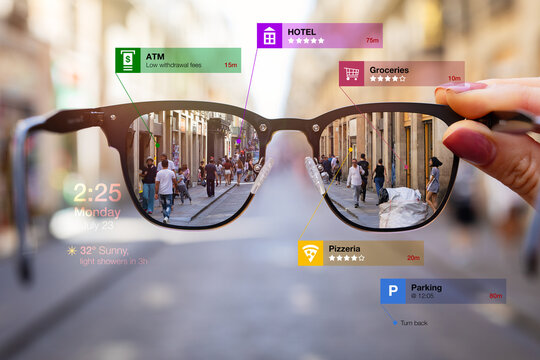 HOTEL
★★★★★ 75m
ATM
Low withdrawal fees 15m
Groceries
★★★★★ 10m
2:25
Monday
July 23
32° Sunny,
light showers in 3h
Pizzeria
★★★★★ 20m
P Parking
@ 12:05 80m
Turn back